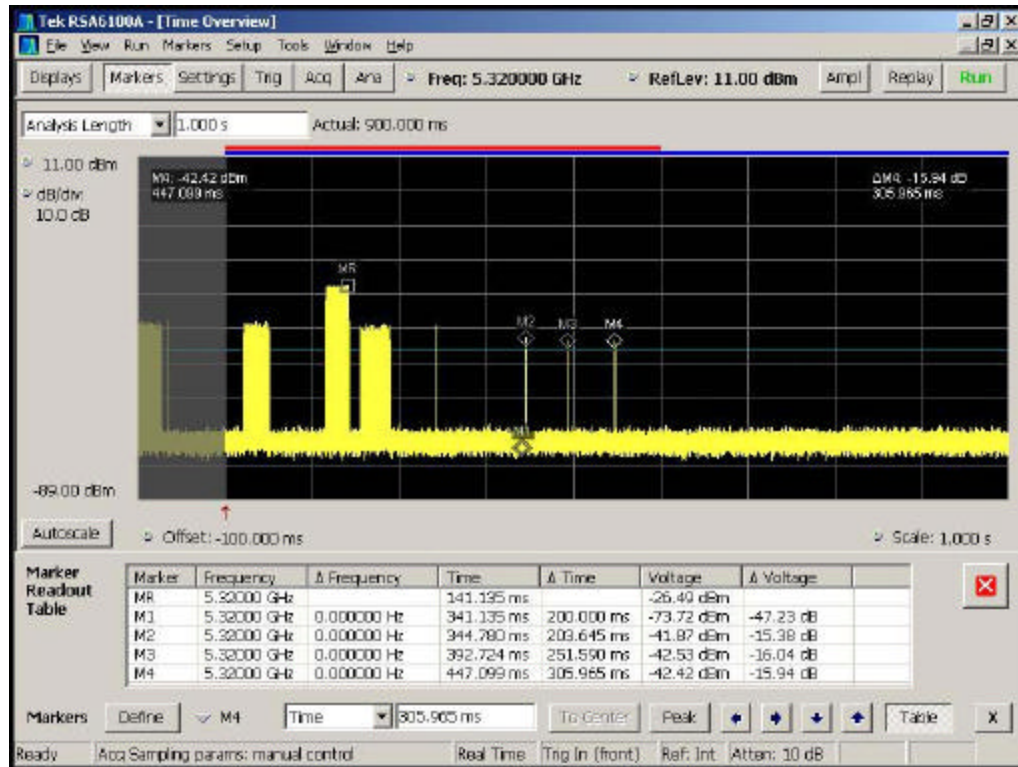 Tek RSA6100A - [Time Overview]
File View Run Markers Setup Tools Window Help
Displays Markers Settings Trig Acq Ana Freq: 5.320000 GHz RefLev: 11.00 dBm Ampl Replay Run
Analysis Length 1.000 s Actual: 900.000 ms
11.00 dBm
dB/div:
10.0 dB
M4: -42.42 dBm
447.099 ms
ΔM4: -15.94 dB
305.965 ms
MR
M2 M3 M4
M1
-89.00 dBm
Autoscale Offset: -100.000 ms Scale: 1.000 s
Marker Readout Table
Marker Frequency Δ Frequency Time Δ Time Voltage Δ Voltage
MR 5.32000 GHz 141.135 ms -26.49 dBm
M1 5.32000 GHz 0.000000 Hz 341.135 ms 200.000 ms -73.72 dBm -47.23 dB
M2 5.32000 GHz 0.000000 Hz 344.780 ms 203.645 ms -41.87 dBm -15.38 dB
M3 5.32000 GHz 0.000000 Hz 392.724 ms 251.590 ms -42.53 dBm -16.04 dB
M4 5.32000 GHz 0.000000 Hz 447.099 ms 305.965 ms -42.42 dBm -15.94 dB
Markers Define M4 Time 305.965 ms To Center Peak Table X
Ready Acq Sampling params: manual control Real Time Trig In (front) Ref: Int Atten: 10 dB